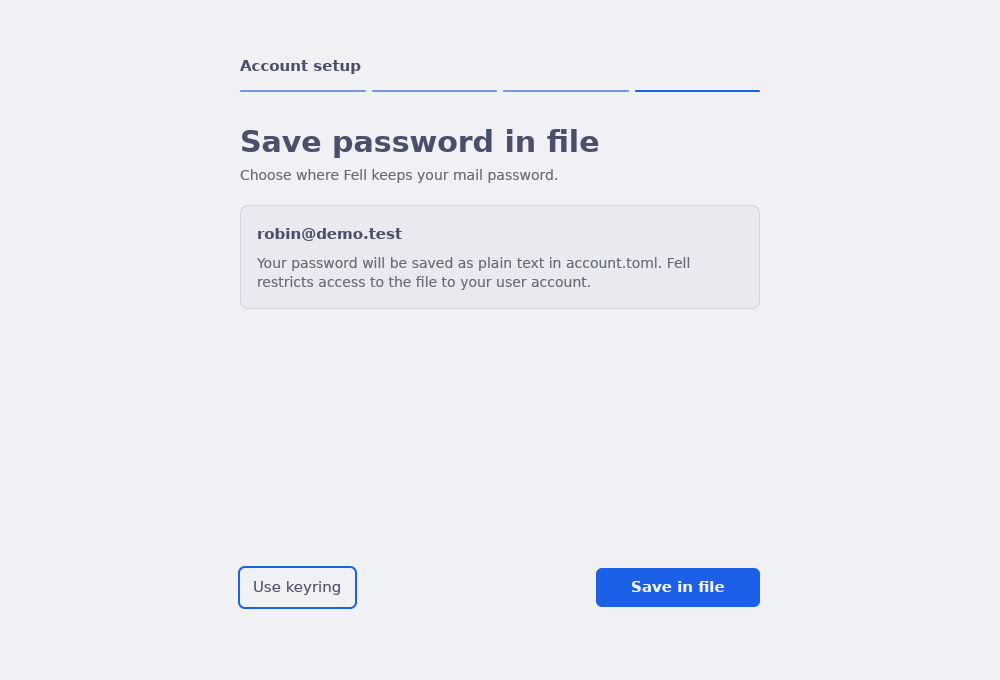 Account setup
Save password in file
Choose where Fell keeps your mail password.
robin@demo.test
Your password will be saved as plain text in account.toml. Fell
restricts access to the file to your user account.
Use keyring
Save in file